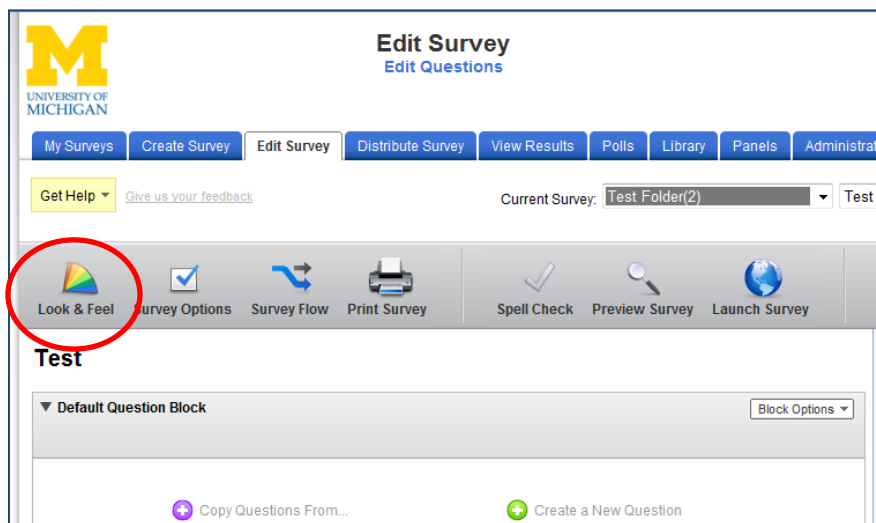 Edit Survey
Edit Questions
M
UNIVERSITY OF
MICHIGAN
My Surveys Create Survey Edit Survey Distribute Survey View Results Polls Library Panels Administrat
Get Help Give us your feedback Current Survey: Test Folder(2) Test
Look & Feel Survey Options Survey Flow Print Survey Spell Check Preview Survey Launch Survey
Test
Default Question Block Block Options
Copy Questions From... Create a New Question